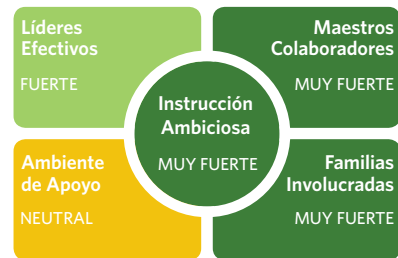 Líderes
Efectivos
FUERTE
Maestros
Colaboradores
MUY FUERTE
Instrucción
Ambiciosa
MUY FUERTE
Ambiente
de Apoyo
NEUTRAL
Familias
Involucradas
MUY FUERTE